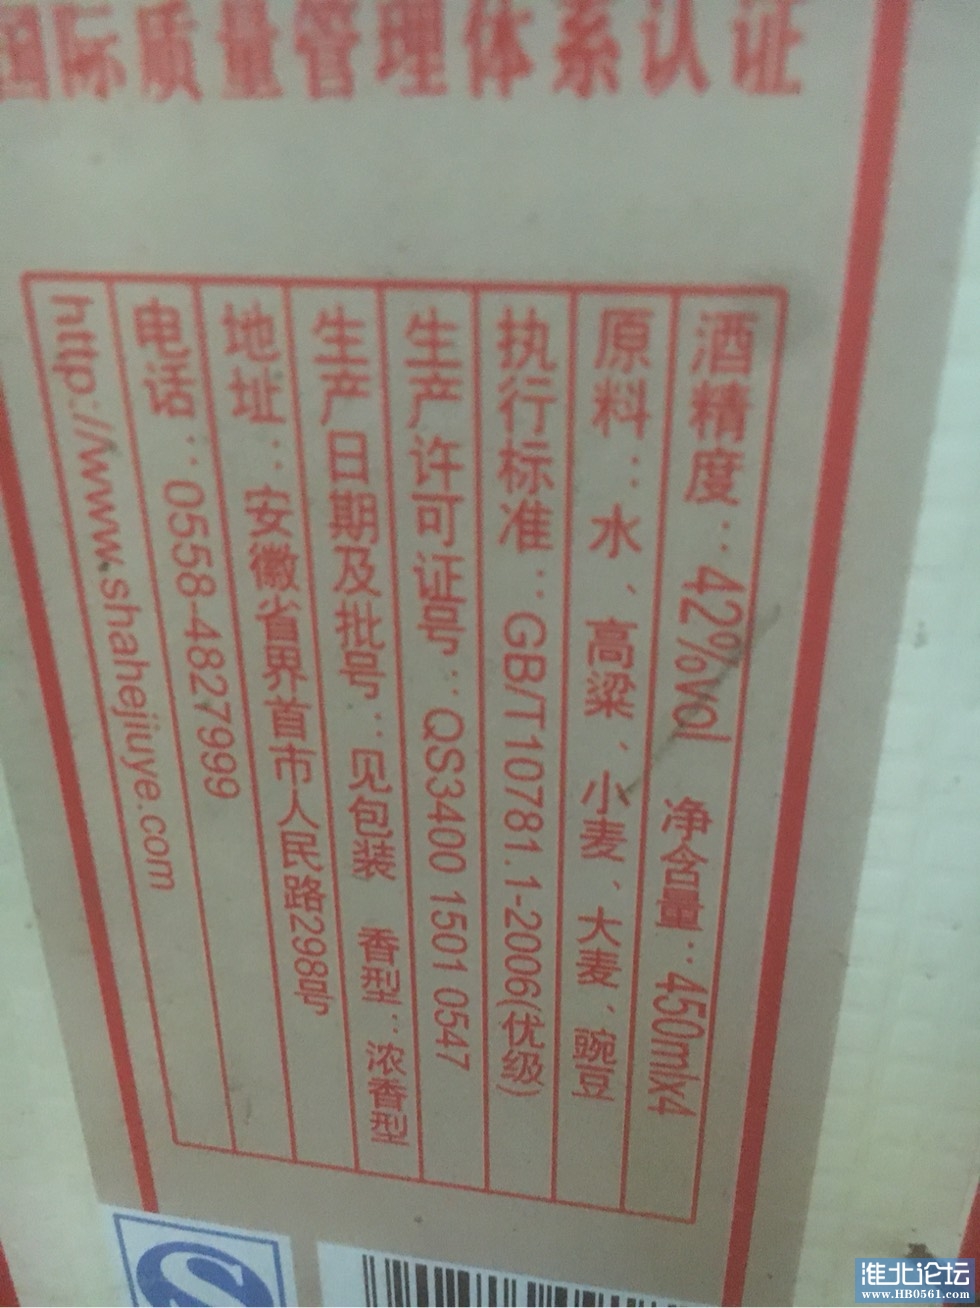 国际质量管理体系认证
酒精度：42%vol 净含量：450mlx4
原料：水、高粱、小麦、大麦、豌豆
执行标准：GB/T10781.1-2006(优级)
生产许可证号：QS3400 1501 0547
生产日期及批号：见包装 香型：浓香型
地址：安徽省界首市人民路298号
电话：0558-4827999
http://www.shahejiuye.com
淮北论坛
www.HB0561.com